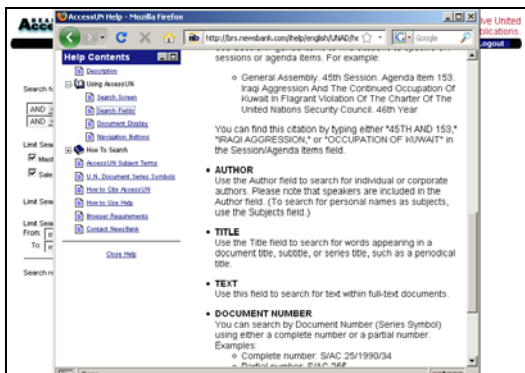 AccessUN Help - Mozilla Firefox
Acce
ve United
blications.
Logout
http://brs.newsbank.com/ihelp/english/UNAD/he
Google
Help Contents
Description
Using AccessUN
Search Screen
Search Fields
Document Display
Navigation Buttons
How To Search
AccessUN Subject Terms
U.N. Document Series Symbols
How to Cite AccessUN
How to Use Help
Browser Requirements
Contact NewsBank
Close Help
Search fo
AND
AND
Limit Sear
Mast
Sale
Limit Sear
Limit Sear
From:
To:
Search re
sessions or agenda items. For example:
General Assembly. 45th Session. Agenda item 153.
Iraqi Aggression And The Continued Occupation Of
Kuwait In Flagrant Violation Of The Charter Of The
United Nations Security Council. 46th Year
You can find this citation by typing either "45TH AND 153,"
"IRAQI AGGRESSION," or "OCCUPATION OF KUWAIT" in
the Session/Agenda Items field.
AUTHOR
Use the Author field to search for individual or corporate
authors. Please note that speakers are included in the
Author field. (To search for personal names as subjects,
use the Subjects field.)
TITLE
Use the Title field to search for words appearing in a
document title, subtitle, or series title, such as a periodical
title.
TEXT
Use this field to search for text within full-text documents.
DOCUMENT NUMBER
You can search by Document Number (Series Symbol)
using either a complete number or a partial number.
Examples:
Complete number: S/AC.25/1990/34